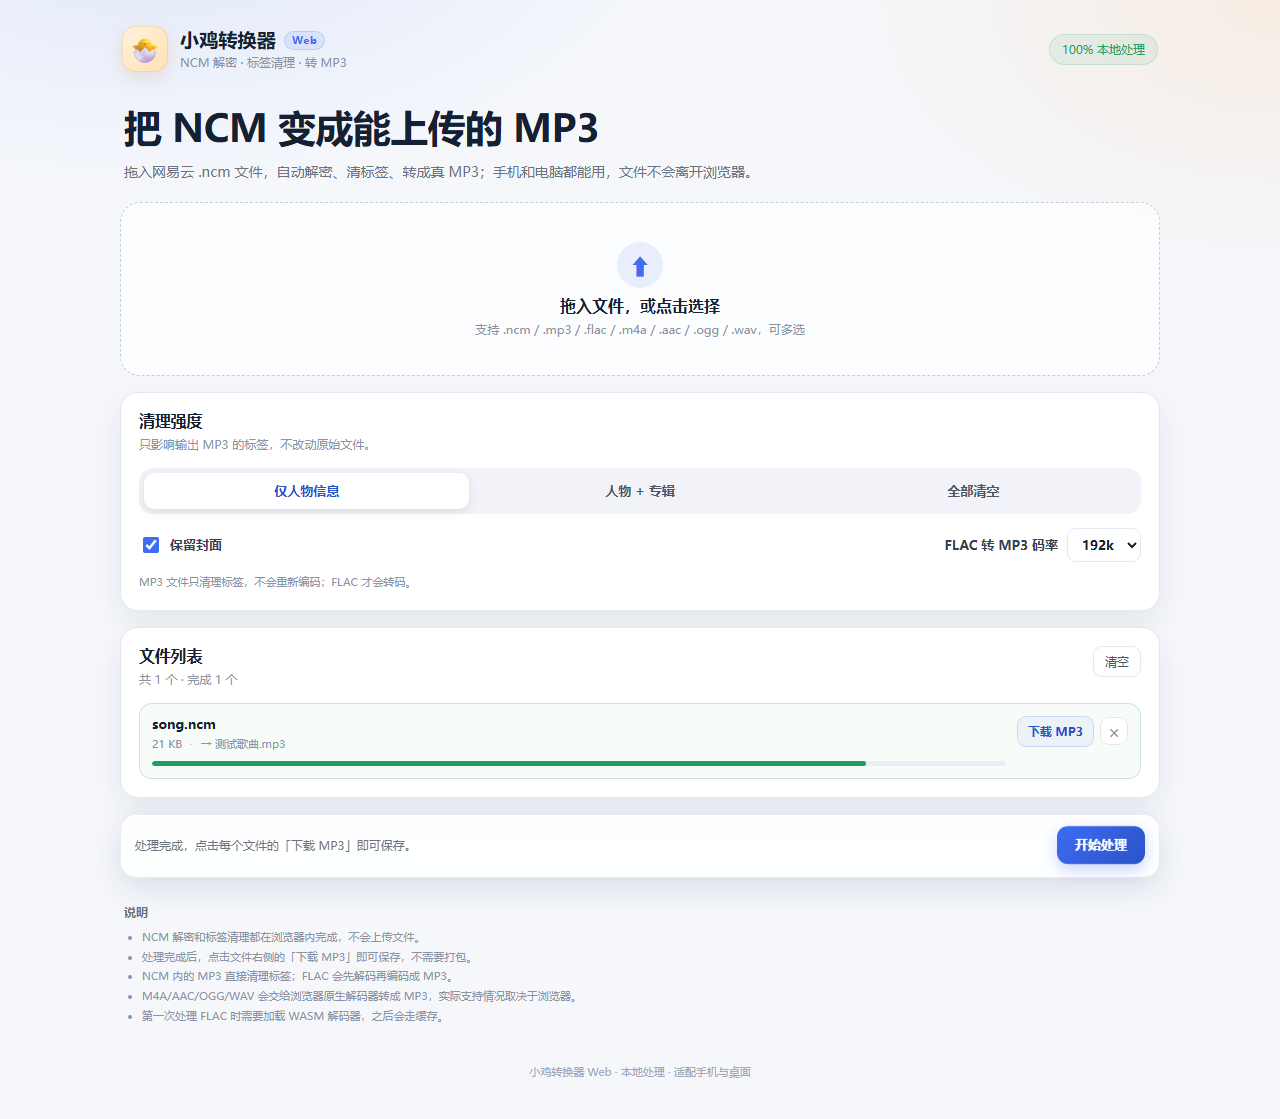 小鸡转换器 Web
NCM 解密 · 标签清理 · 转 MP3
100% 本地处理
把 NCM 变成能上传的 MP3
拖入网易云 .ncm 文件，自动解密、清标签、转成真 MP3；手机和电脑都能用，文件不会离开浏览器。
拖入文件，或点击选择
支持 .ncm / .mp3 / .flac / .m4a / .aac / .ogg / .wav，可多选
清理强度
只影响输出 MP3 的标签，不改动原始文件。
仅人物信息 人物 + 专辑 全部清空
保留封面 FLAC 转 MP3 码率 192k
MP3 文件只清理标签，不会重新编码；FLAC 才会转码。
文件列表
共 1 个 · 完成 1 个
清空
song.ncm
21 KB · → 测试歌曲.mp3
下载 MP3 ×
处理完成，点击每个文件的「下载 MP3」即可保存。
开始处理
说明
• NCM 解密和标签清理都在浏览器内完成，不会上传文件。
• 处理完成后，点击文件右侧的「下载 MP3」即可保存，不需要打包。
• NCM 内的 MP3 直接清理标签；FLAC 会先解码再编码成 MP3。
• M4A/AAC/OGG/WAV 会交给浏览器原生解码器转成 MP3，实际支持情况取决于浏览器。
• 第一次处理 FLAC 时需要加载 WASM 解码器，之后会走缓存。
小鸡转换器 Web · 本地处理 · 适配手机与桌面